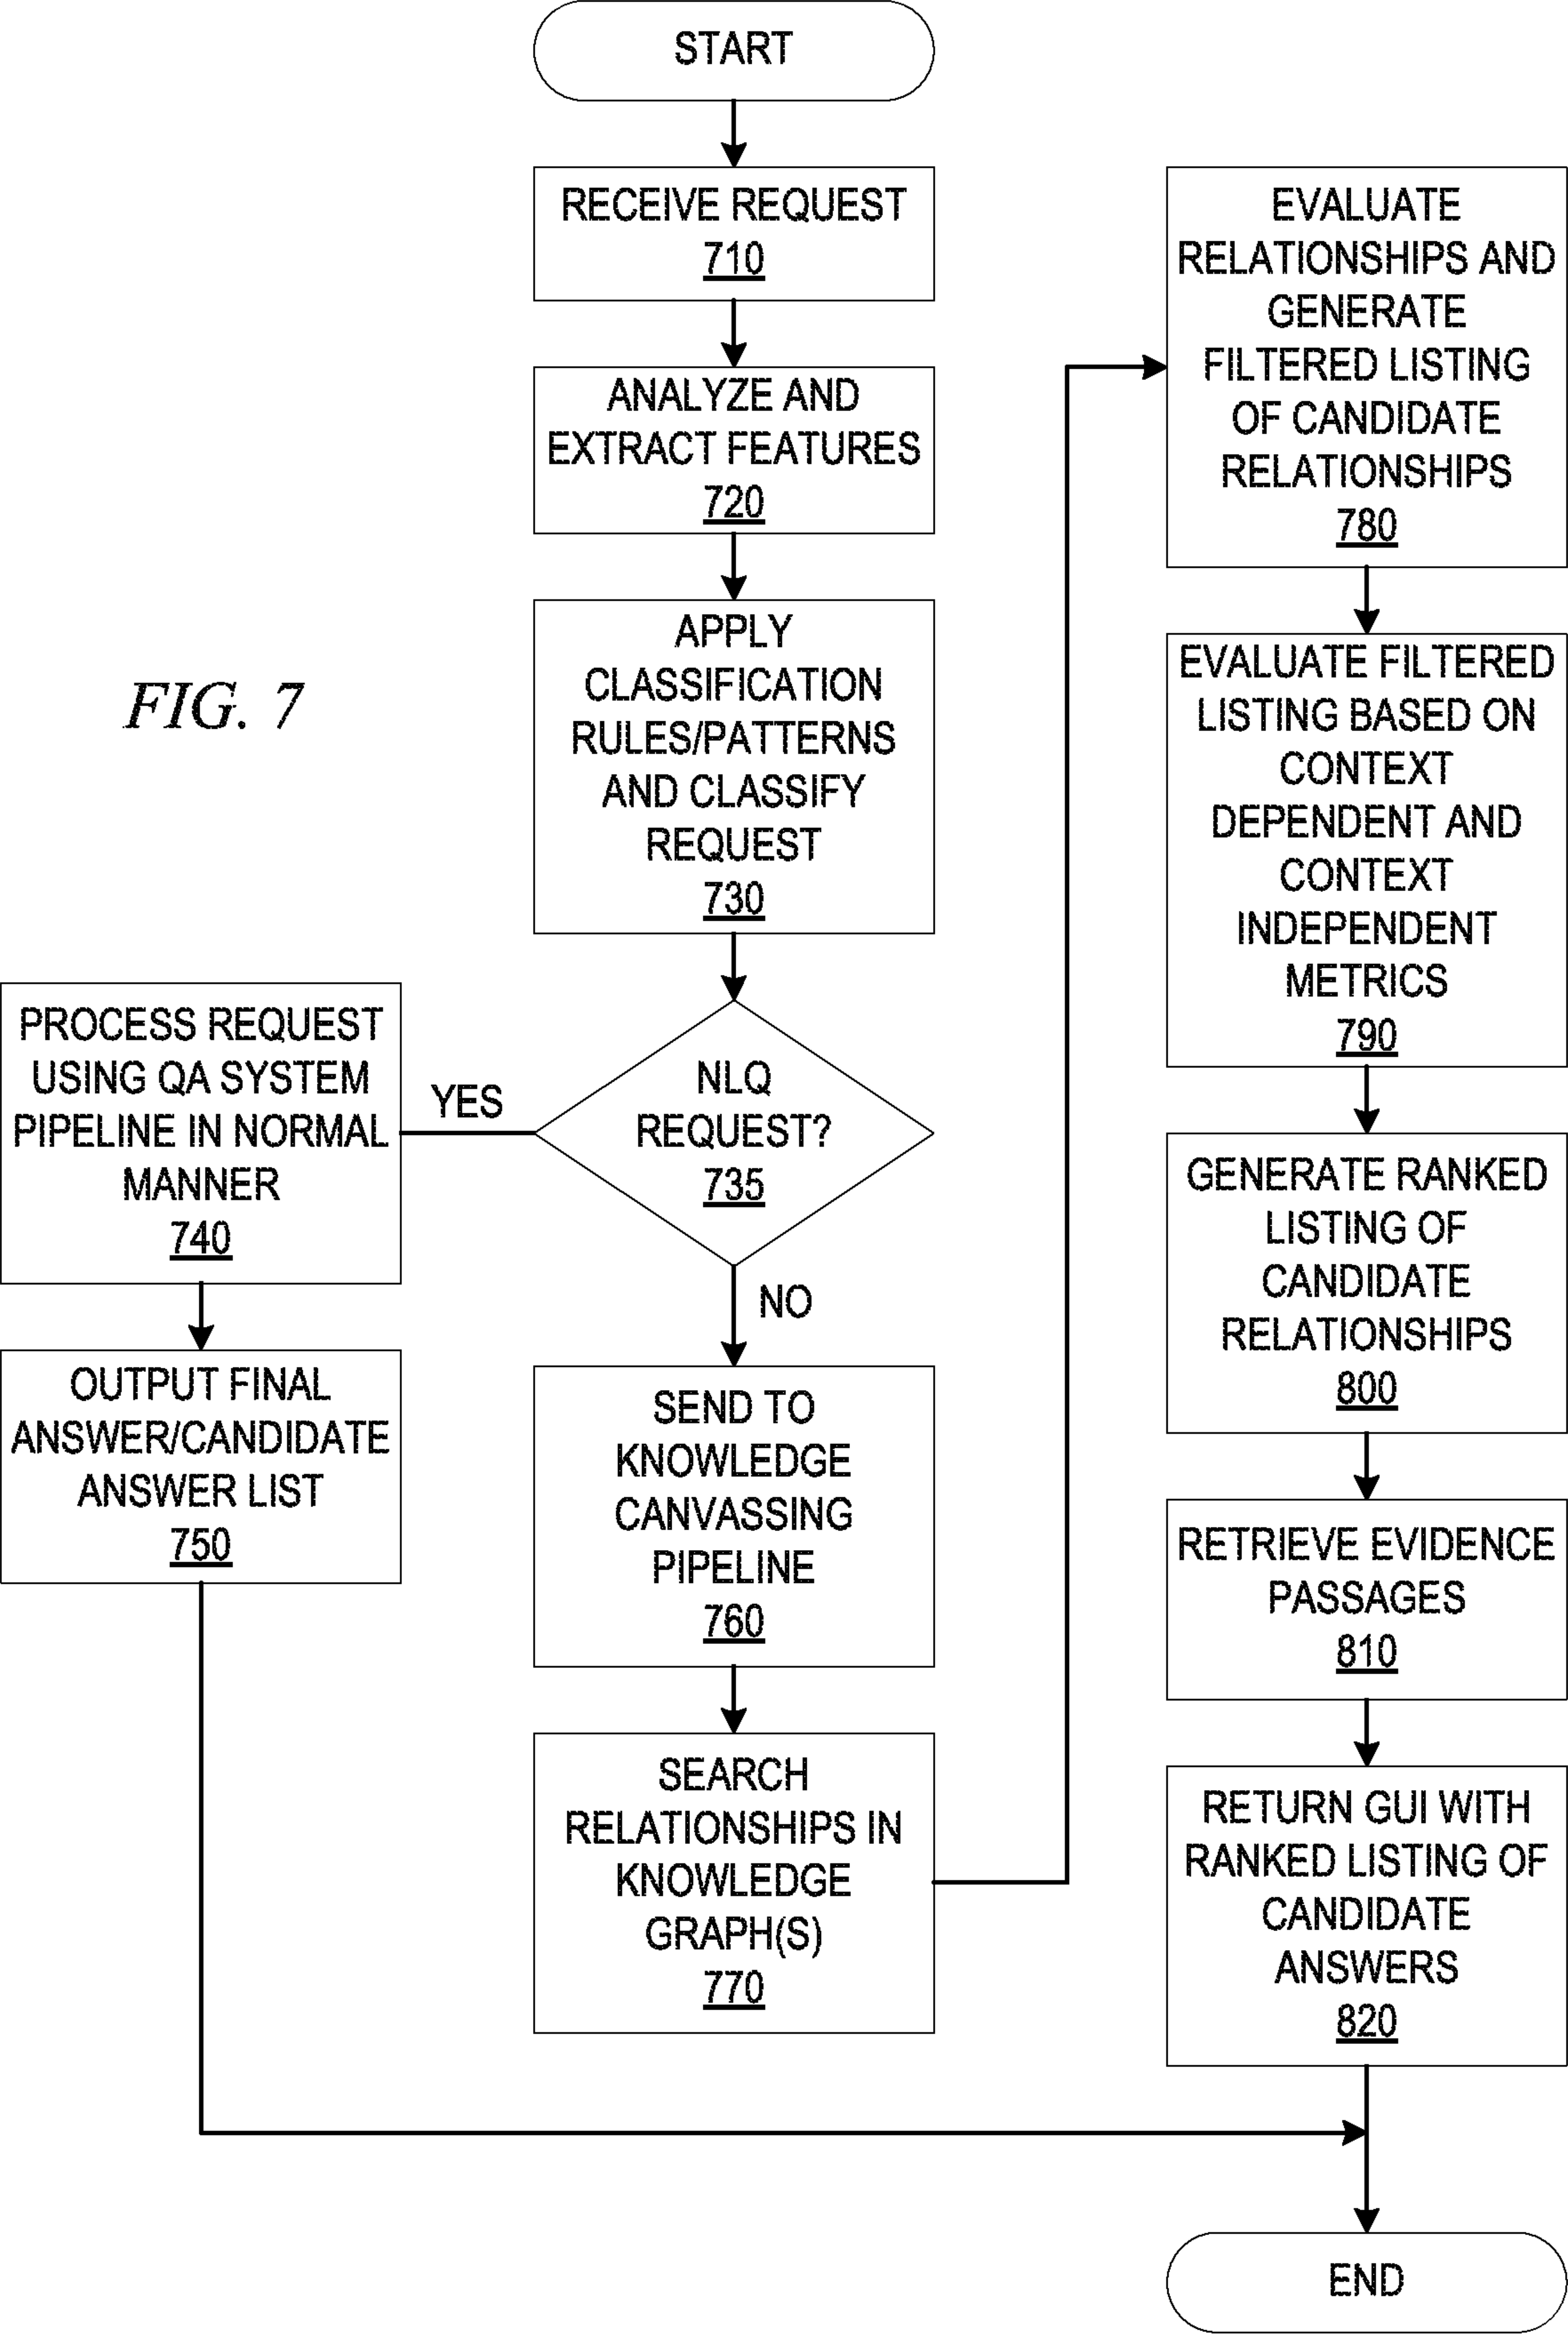 START
RECEIVE REQUEST
710
ANALYZE AND
EXTRACT FEATURES
720
APPLY
CLASSIFICATION
RULES/PATTERNS
AND CLASSIFY
REQUEST
730
FIG. 7
NLQ
REQUEST?
735
YES
PROCESS REQUEST
USING QA SYSTEM
PIPELINE IN NORMAL
MANNER
740
OUTPUT FINAL
ANSWER/CANDIDATE
ANSWER LIST
750
NO
SEND TO
KNOWLEDGE
CANVASSING
PIPELINE
760
SEARCH
RELATIONSHIPS IN
KNOWLEDGE
GRAPH(S)
770
EVALUATE
RELATIONSHIPS AND
GENERATE
FILTERED LISTING
OF CANDIDATE
RELATIONSHIPS
780
EVALUATE FILTERED
LISTING BASED ON
CONTEXT
DEPENDENT AND
CONTEXT
INDEPENDENT
METRICS
790
GENERATE RANKED
LISTING OF
CANDIDATE
RELATIONSHIPS
800
RETRIEVE EVIDENCE
PASSAGES
810
RETURN GUI WITH
RANKED LISTING OF
CANDIDATE
ANSWERS
820
END